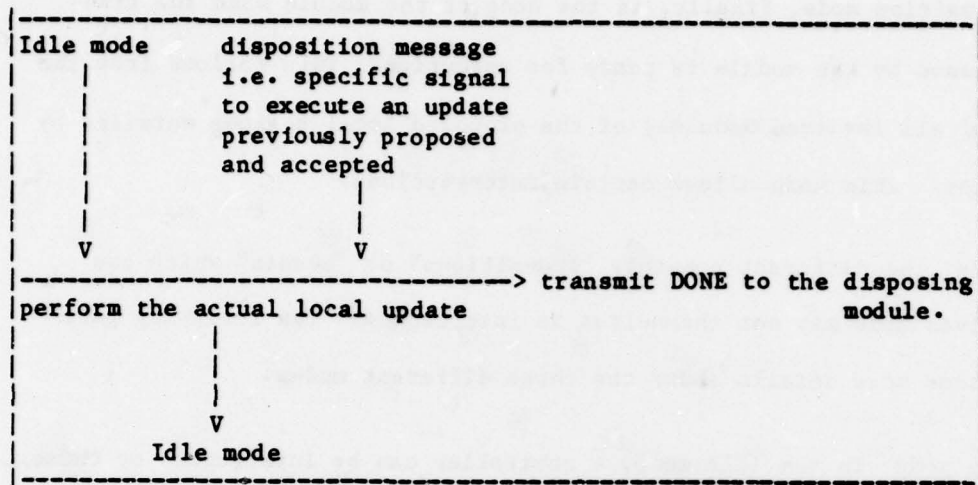 Idle mode disposition message
i.e. specific signal
to execute an update
previously proposed
and accepted
V V
-----------------------------------> transmit DONE to the disposing
perform the actual local update module.
V
Idle mode